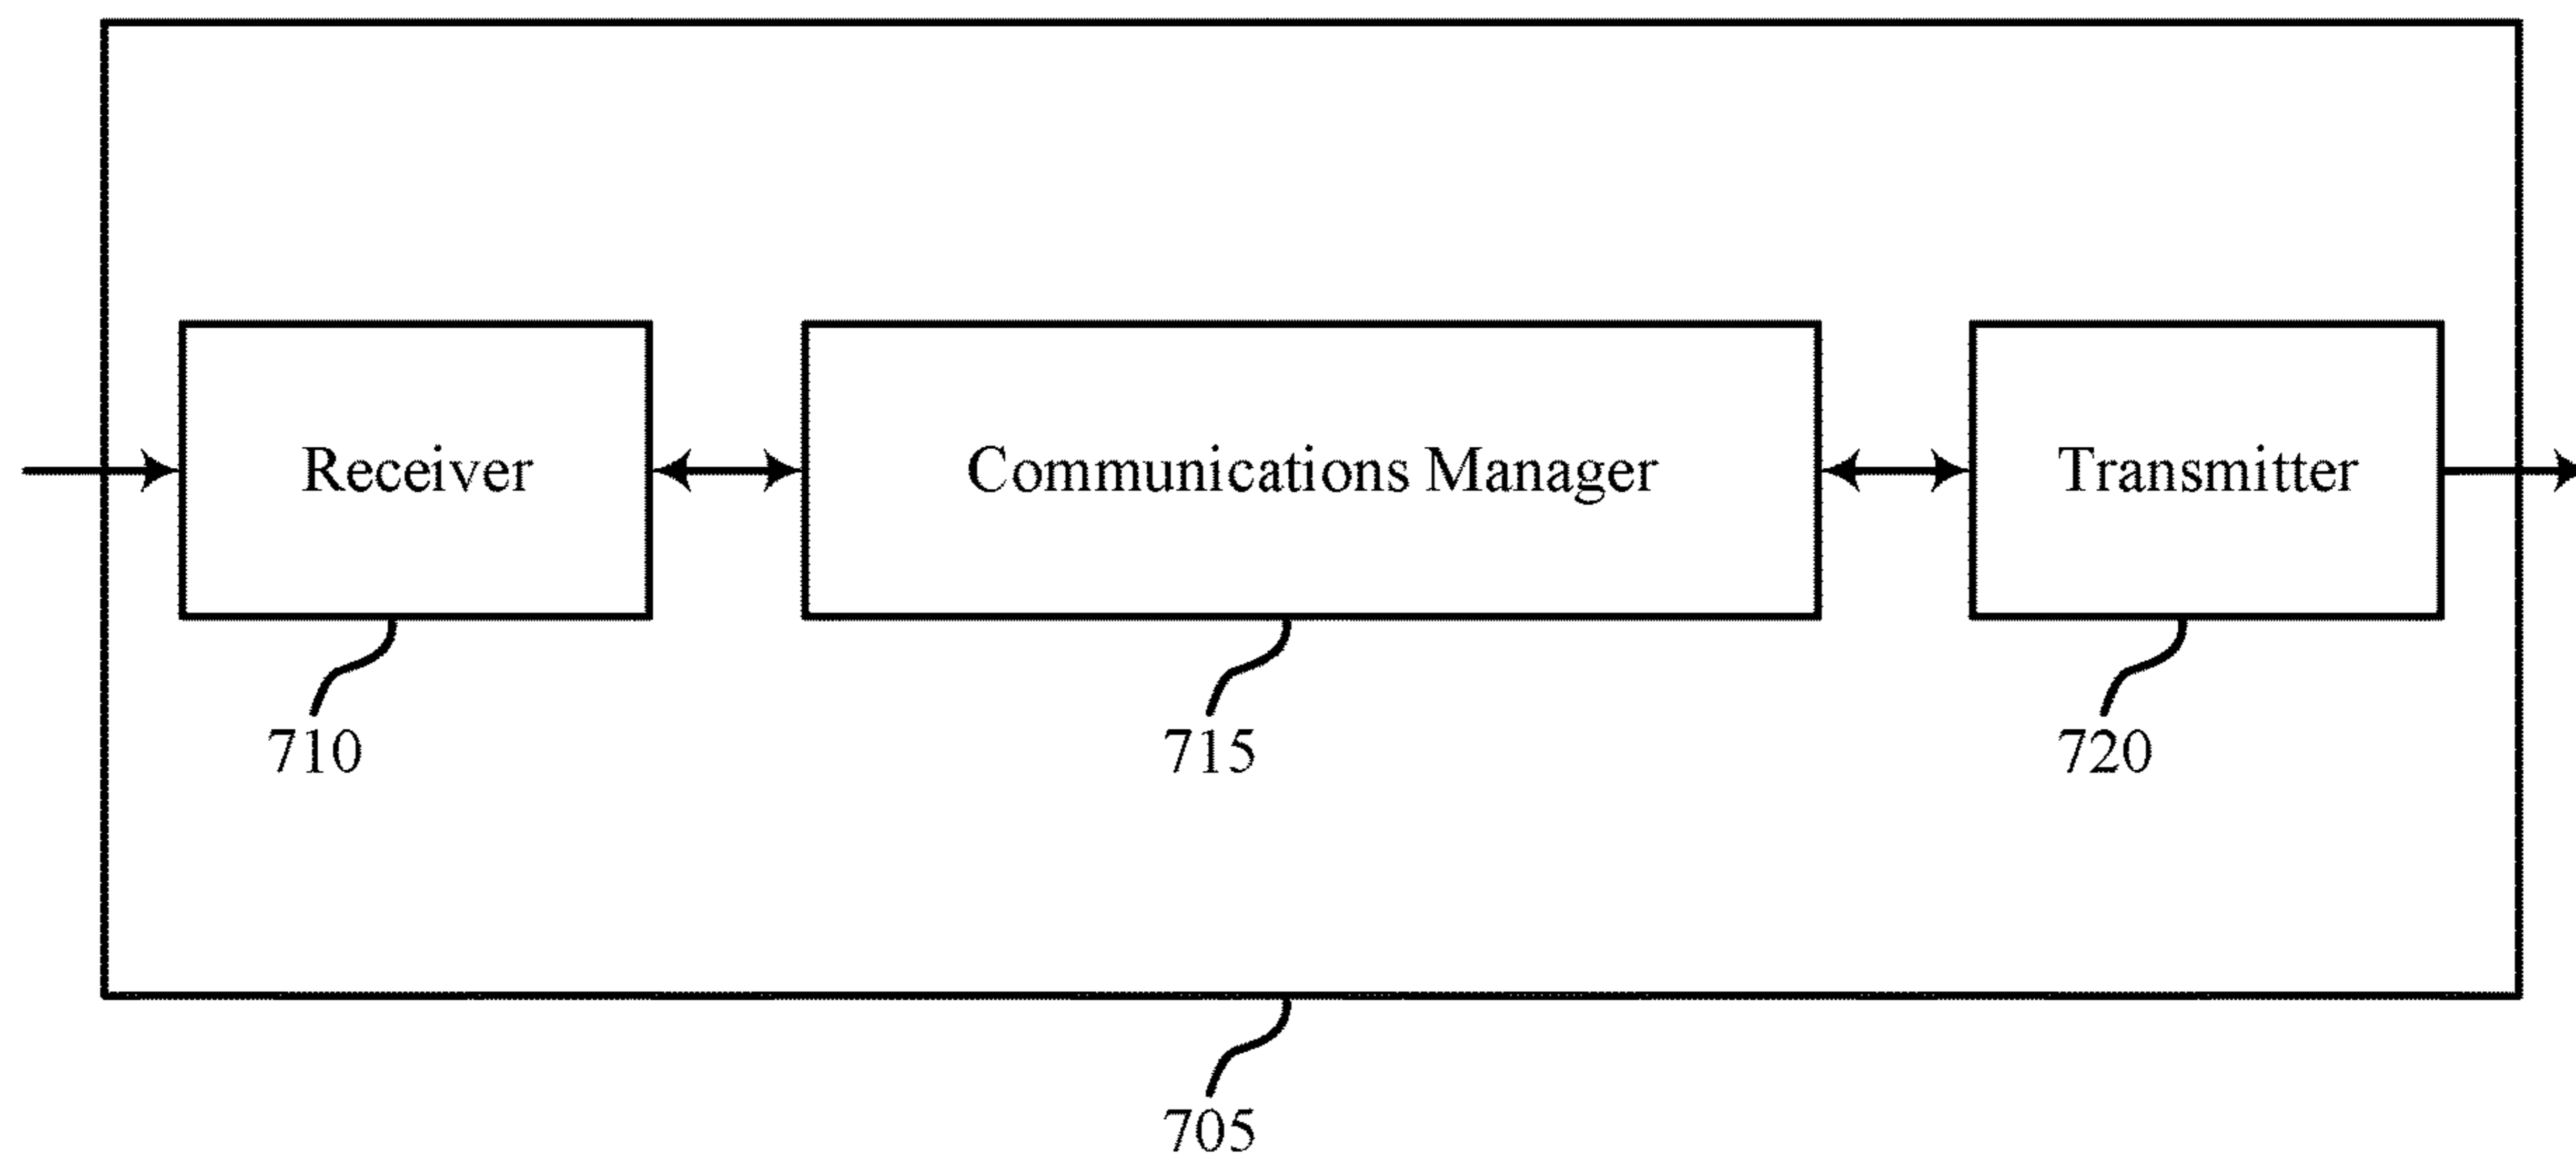 Receiver
Communications Manager
Transmitter
710
715
720
705